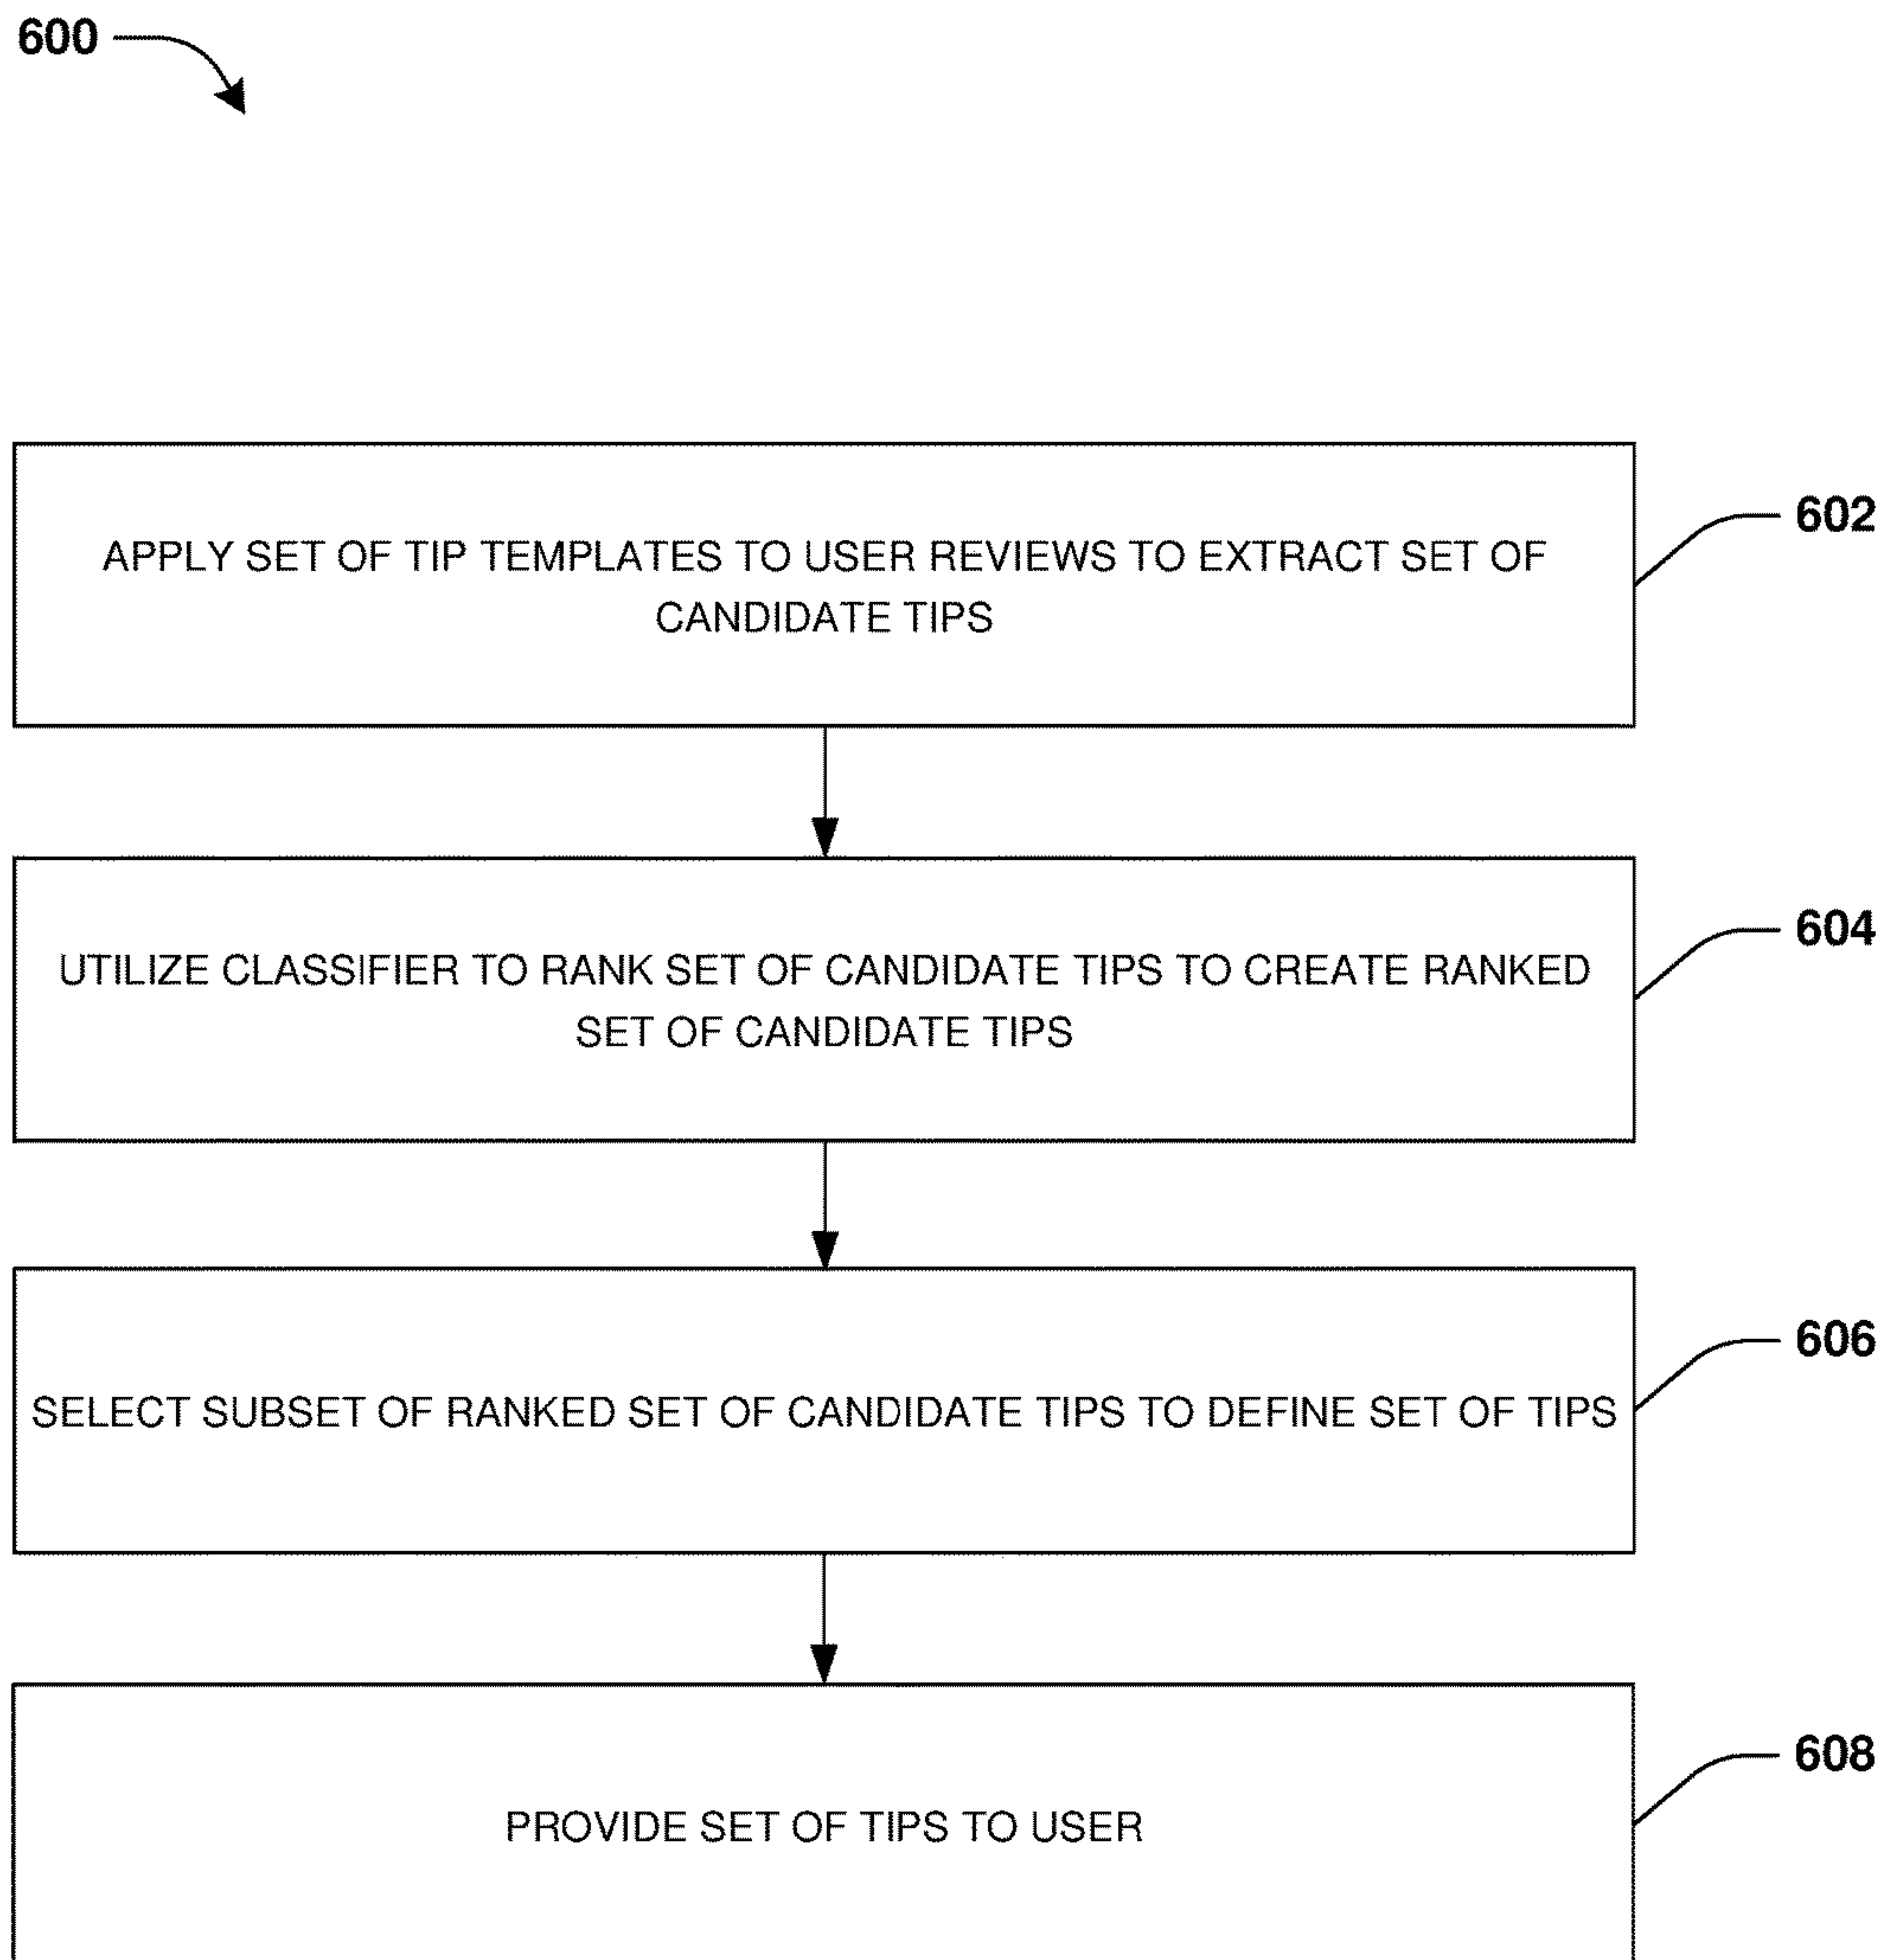 600
APPLY SET OF TIP TEMPLATES TO USER REVIEWS TO EXTRACT SET OF
CANDIDATE TIPS
602
UTILIZE CLASSIFIER TO RANK SET OF CANDIDATE TIPS TO CREATE RANKED
SET OF CANDIDATE TIPS
604
SELECT SUBSET OF RANKED SET OF CANDIDATE TIPS TO DEFINE SET OF TIPS
606
PROVIDE SET OF TIPS TO USER
608